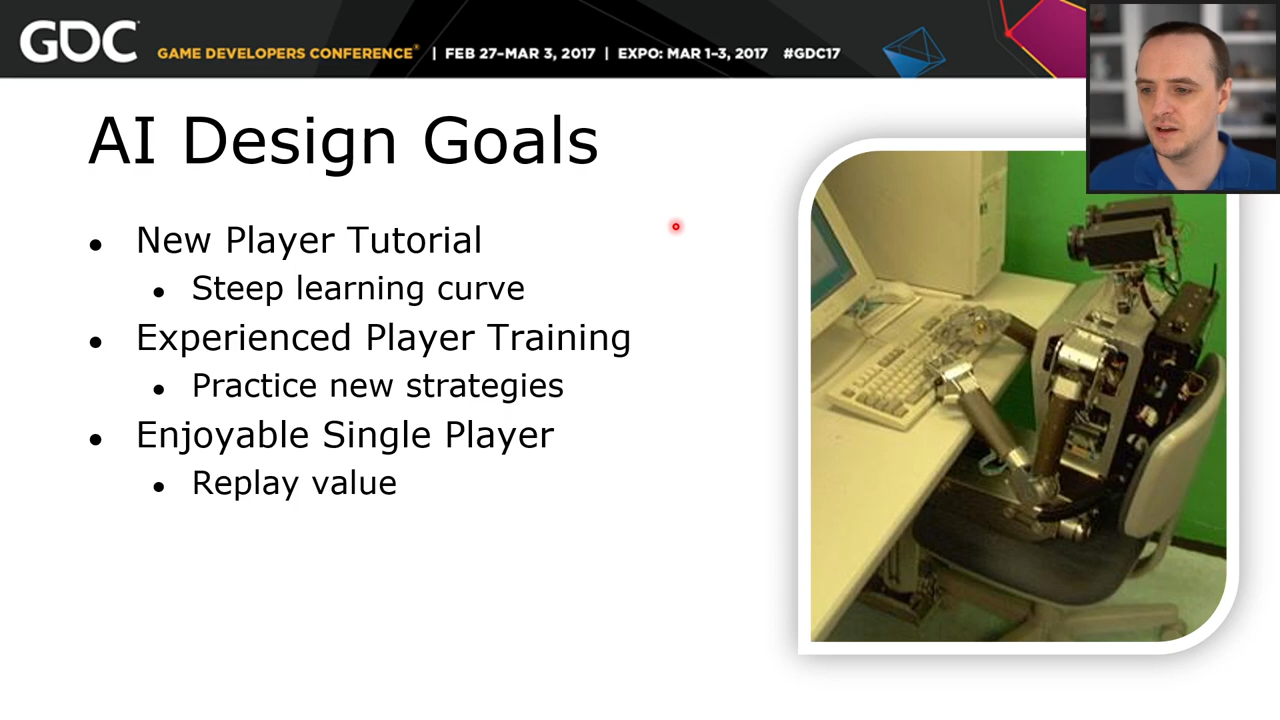 GDC GAME DEVELOPERS CONFERENCE® | FEB 27–MAR 3, 2017 | EXPO: MAR 1–3, 2017 #GDC17
AI Design Goals
• New Player Tutorial
• Steep learning curve
• Experienced Player Training
• Practice new strategies
• Enjoyable Single Player
• Replay value